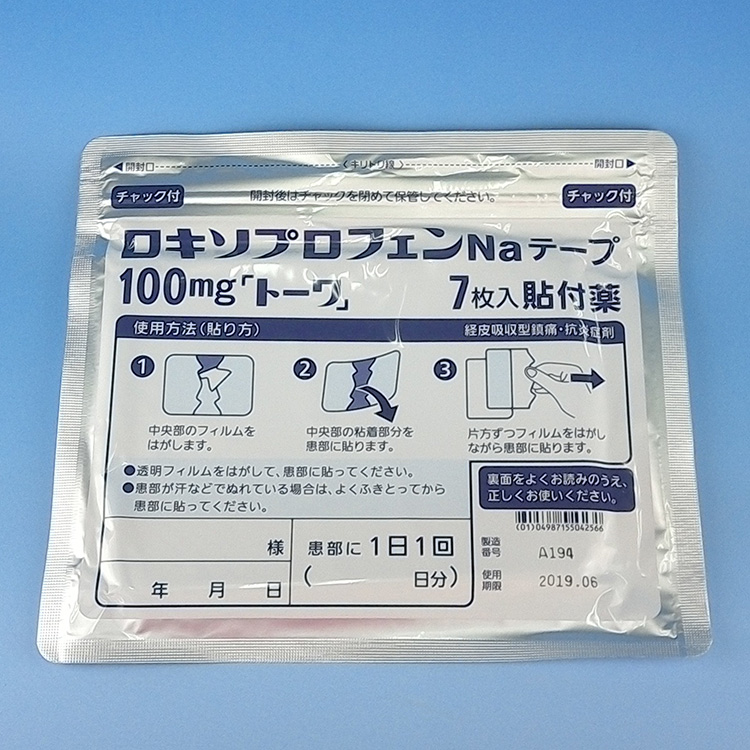 ◀開封口 〈キリトリ線〉 開封口▶
チャック付 開封後はチャックを閉めて保管してください。 チャック付
ロキソプロフェンNaテープ
100mg「トーワ」 7枚入 貼付薬
使用方法(貼り方) 経皮吸収型鎮痛・抗炎症剤
1 2 3
中央部のフィルムを
はがします。
中央部の粘着部分を
患部に貼ります。
片方ずつフィルムをはがし
ながら患部に貼ります。
●透明フィルムをはがして、患部に貼ってください。
●患部が汗などでぬれている場合は、よくふきとってから
患部に貼ってください。
裏面をよくお読みのうえ、
正しくお使いください。
(01)04987155042566
様
年 月 日
患部に1日1回
( 日分)
製造
番号 A194
使用
期限 2019.06